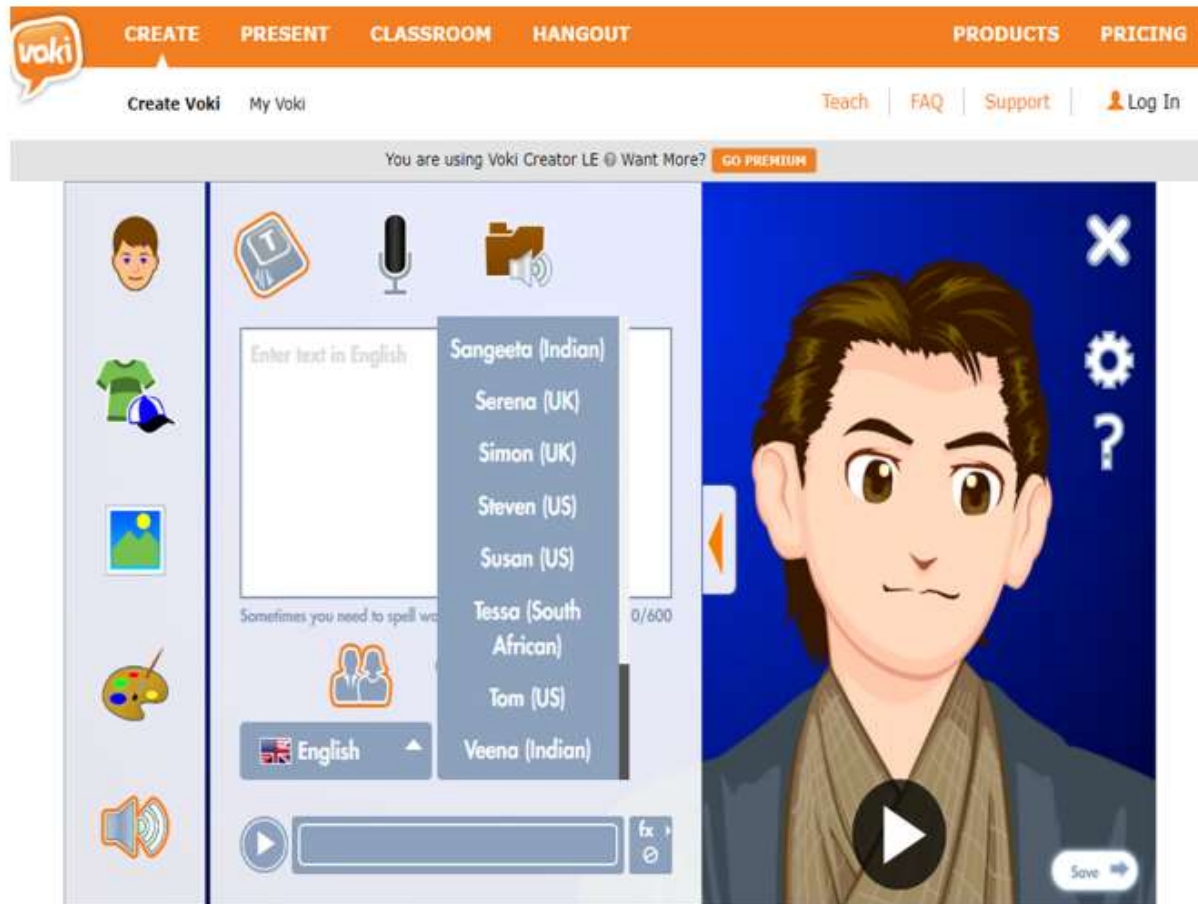 voki
CREATE PRESENT CLASSROOM HANGOUT PRODUCTS PRICING
Create Voki My Voki Teach FAQ Support Log In
You are using Voki Creator LE Want More? GO PREMIUM
T
Enter text in English
Sangeeta (Indian)
Serena (UK)
Simon (UK)
Steven (US)
Susan (US)
Sometimes you need to spell 0/600
Tessa (South
African)
Tom (US)
English
Veena (Indian)
fx
Save
?